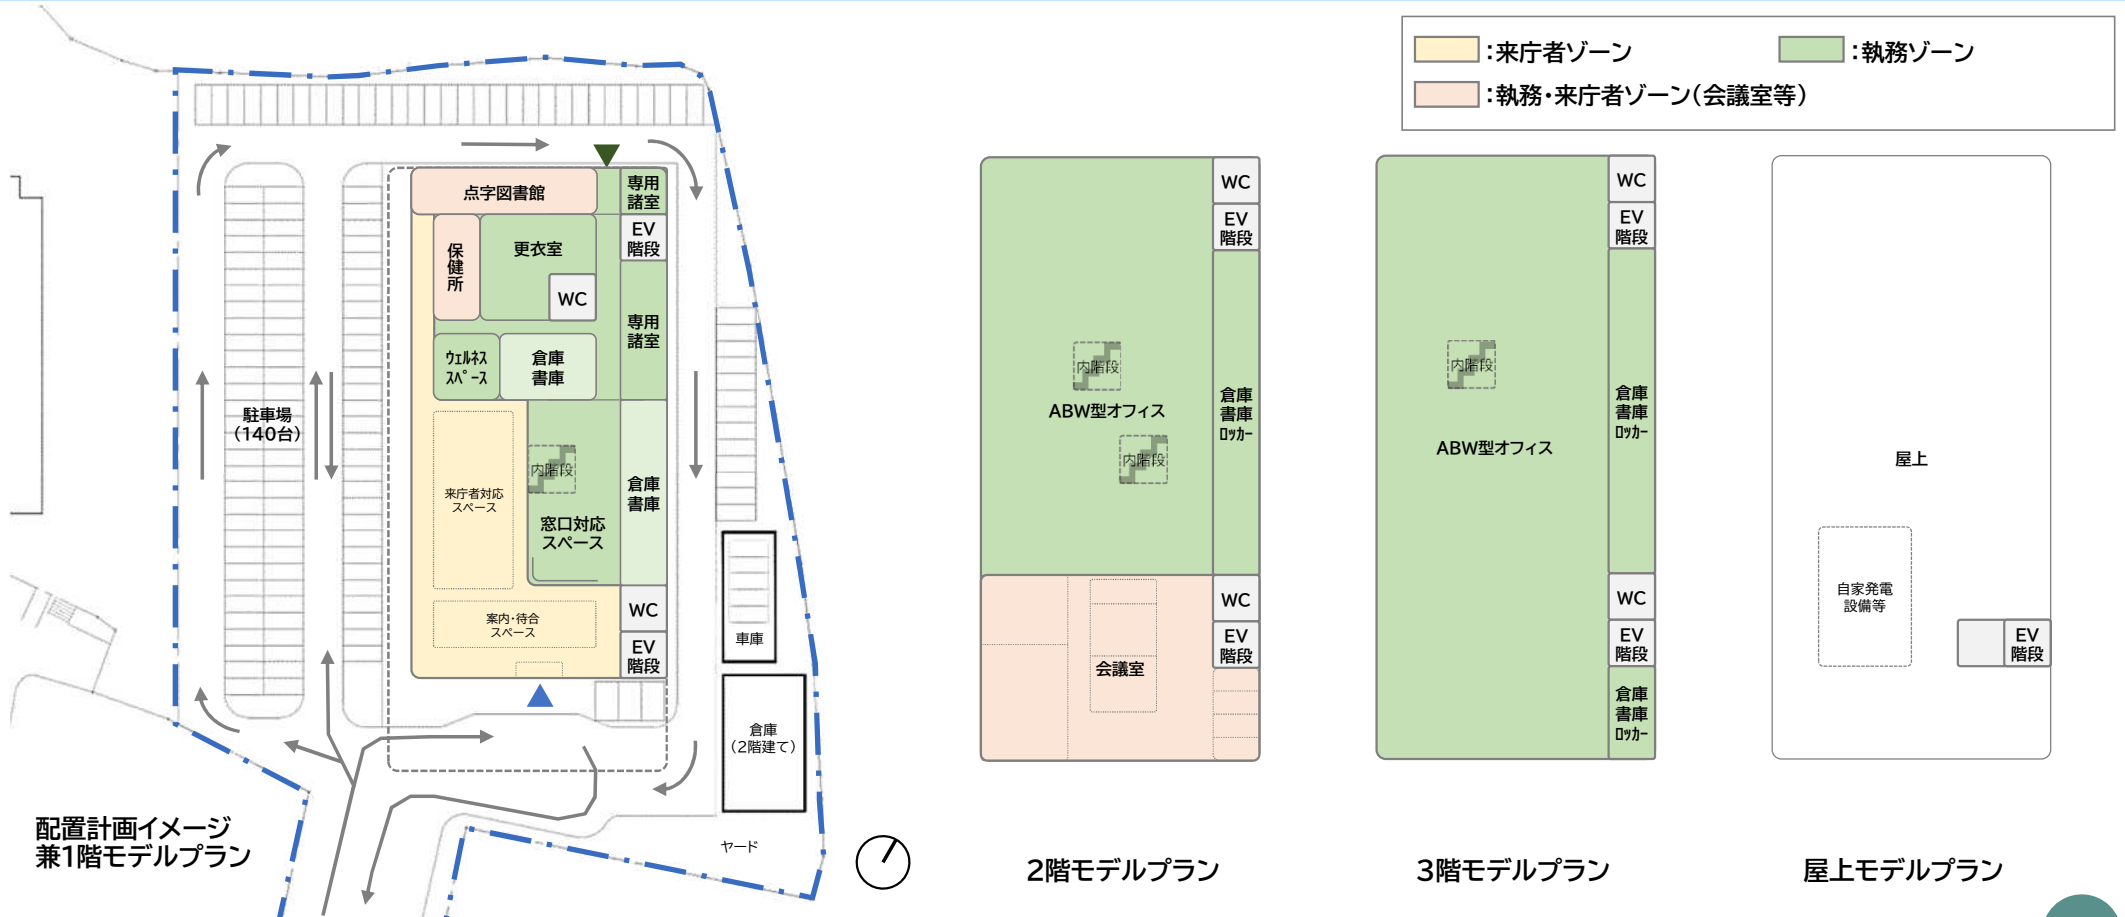 ：来庁者ゾーン
：執務ゾーン
：執務・来庁者ゾーン（会議室等）
点字図書館
専用
諸室
EV
階段
保
健
所
更衣室
WC
専用
諸室
ｳｪﾙﾈｽ
ｽﾍﾟｰｽ
倉庫
書庫
駐車場
（140台）
来庁者対応
スペース
内階段
窓口対応
スペース
倉庫
書庫
案内・待合
スペース
WC
EV
階段
車庫
倉庫
（2階建て）
ヤード
配置計画イメージ
兼1階モデルプラン
WC
EV
階段
内階段
ABW型オフィス
内階段
倉庫
書庫
ﾛｯｶｰ
WC
EV
階段
会議室
2階モデルプラン
WC
EV
階段
内階段
ABW型オフィス
倉庫
書庫
ﾛｯｶｰ
WC
EV
階段
倉庫
書庫
ﾛｯｶｰ
3階モデルプラン
屋上
自家発電
設備等
EV
階段
屋上モデルプラン